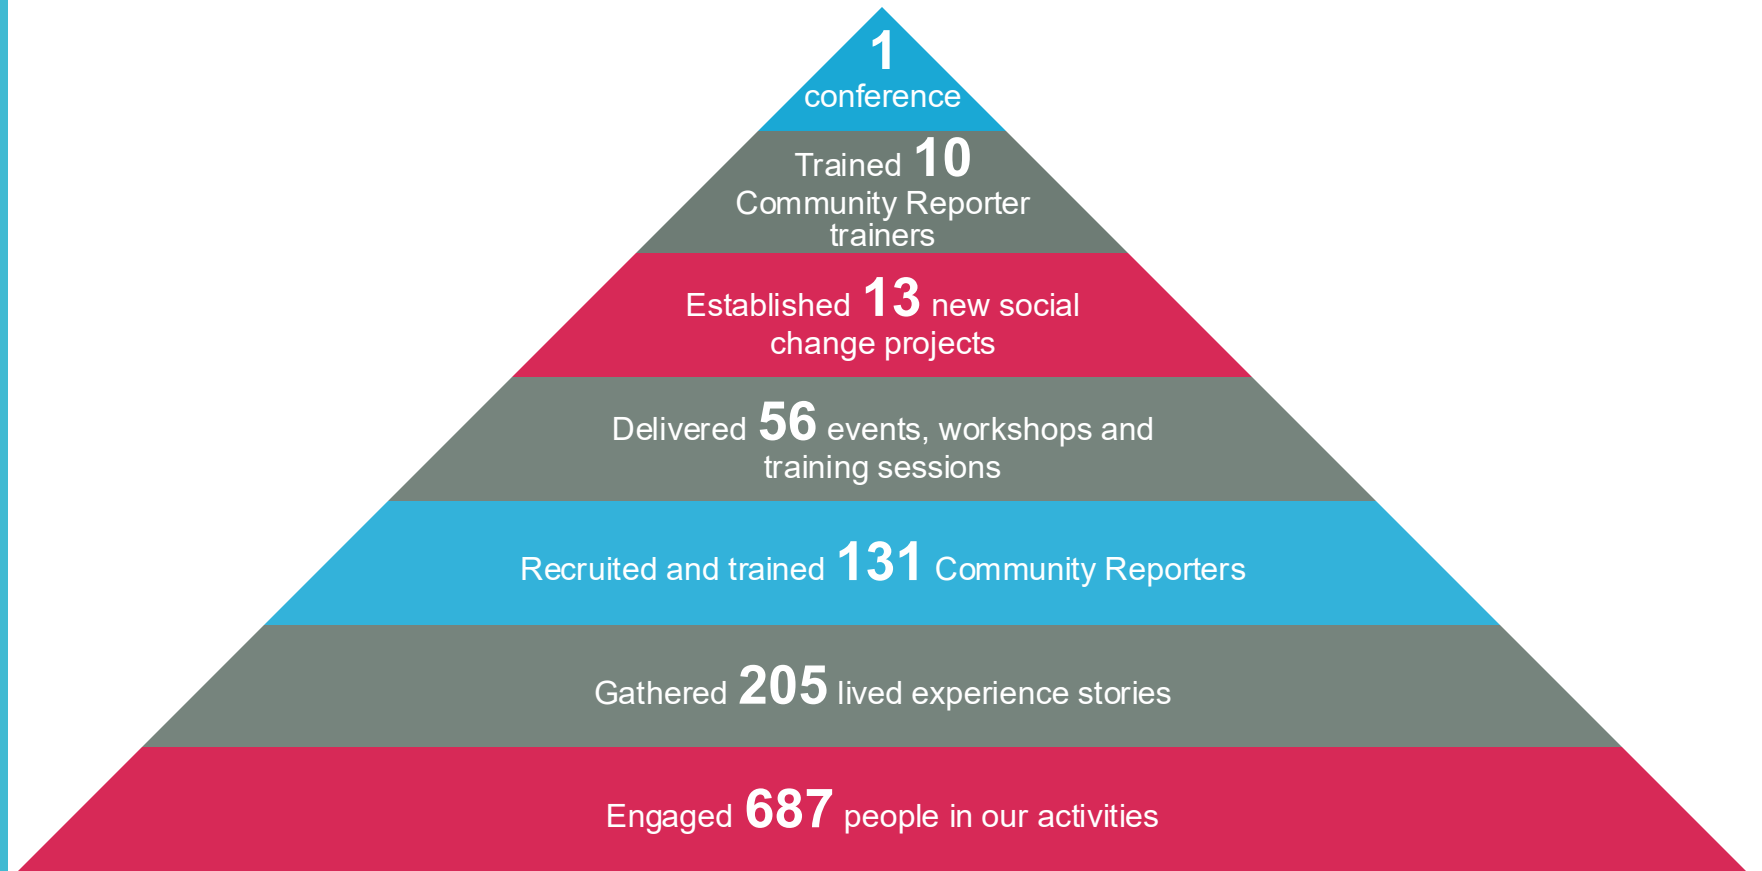 1
conference
Trained 10
Community Reporter
trainers
Established 13 new social
change projects
Delivered 56 events, workshops and
training sessions
Recruited and trained 131 Community Reporters
Gathered 205 lived experience stories
Engaged 687 people in our activities